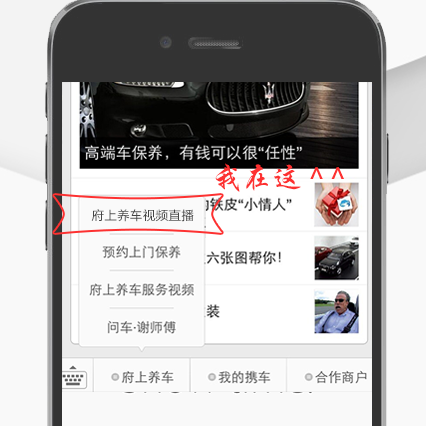 高端车保养，有钱可以很“任性”
我在这 ^ ^
铁皮“小情人”
府上养车视频直播
预约上门保养
六张图帮你!
府上养车服务视频
装
问车·谢师傅
府上养车
我的携车
合作商户